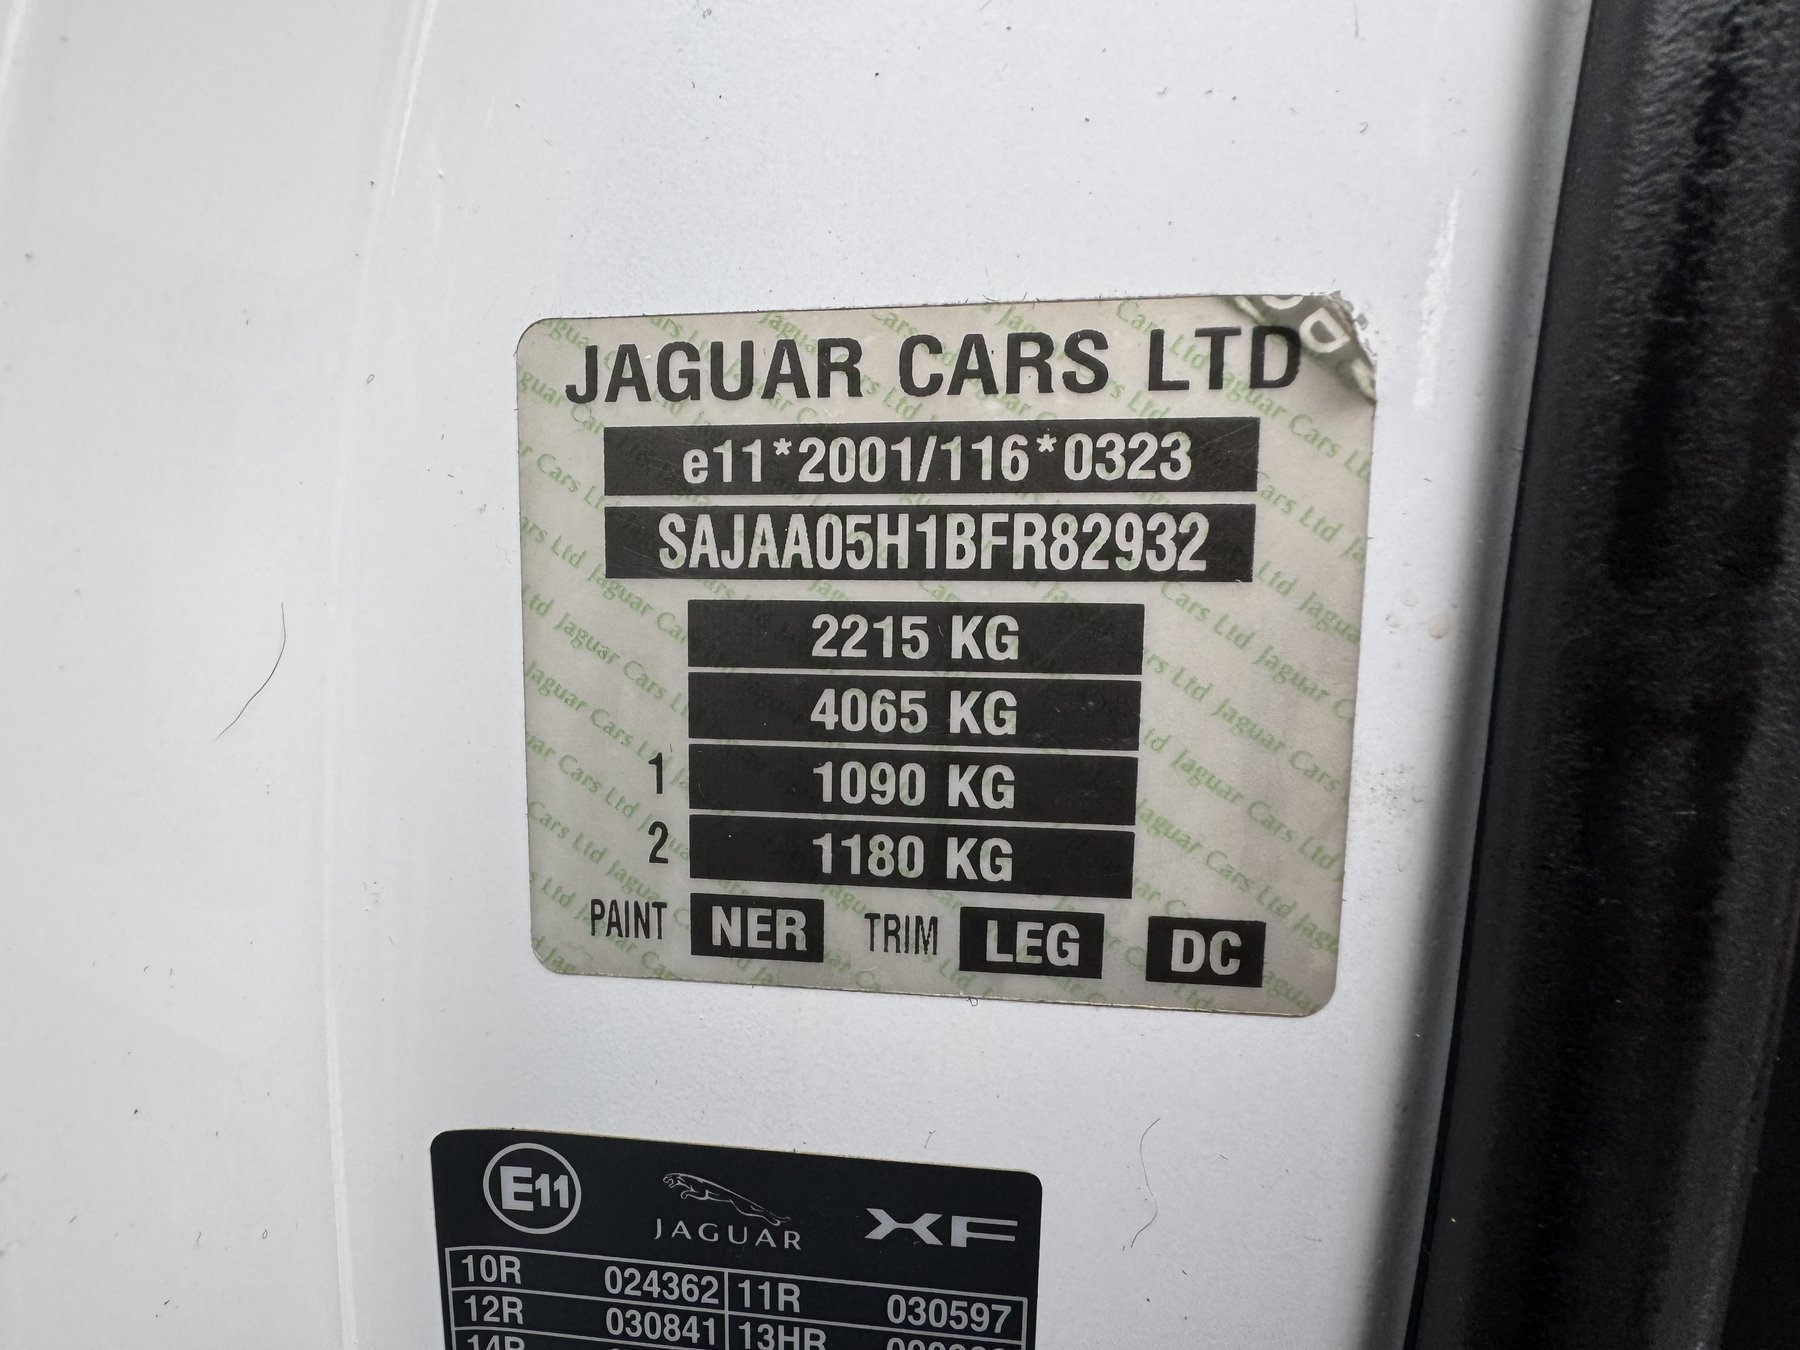 JAGUAR CARS LTD
e11*2001/116*0323
SAJAA05H1BFR82932
2215 KG
4065 KG
1 1090 KG
2 1180 KG
PAINT NER TRIM LEG DC
E11 JAGUAR XF
10R 024362 11R 030597
12R 030841 13HR
14R